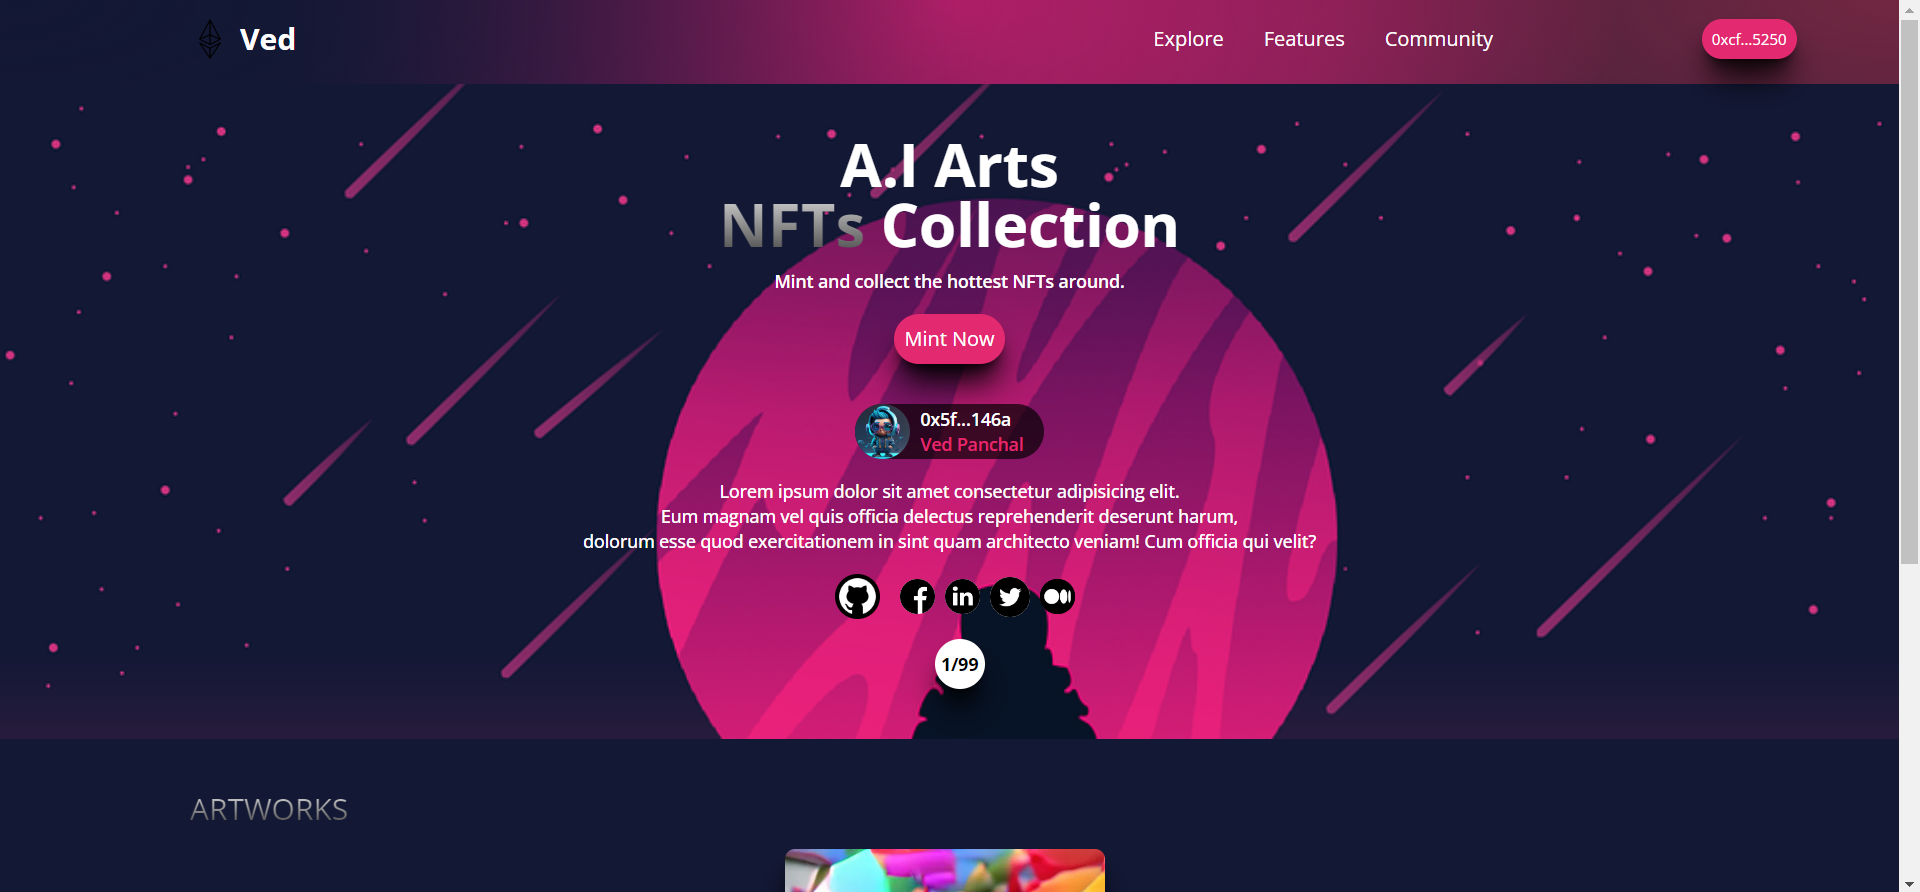 Ved
Explore
Features
Community
0xcf...5250
A.I Arts
NFTs Collection
Mint and collect the hottest NFTs around.
Mint Now
0x5f...146a
Ved Panchal
Lorem ipsum dolor sit amet consectetur adipisicing elit.
Eum magnam vel quis officia delectus reprehenderit deserunt harum,
dolorum esse quod exercitationem in sint quam architecto veniam! Cum officia qui velit?
1/99
ARTWORKS